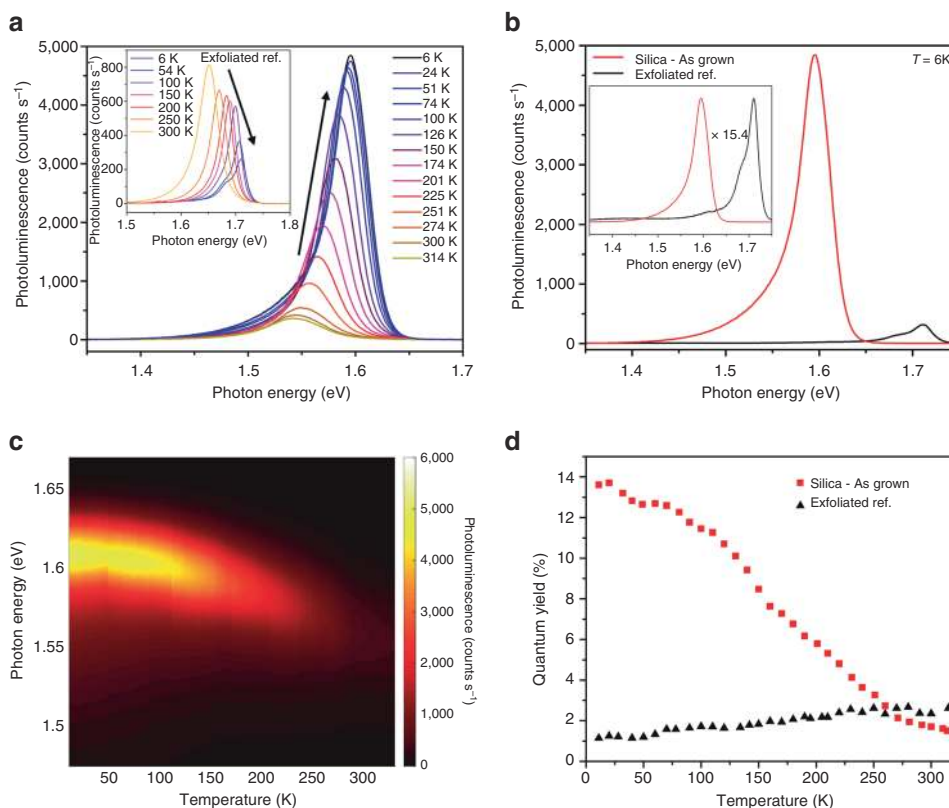 a
5,000
4,000
3,000
2,000
1,000
0
Photoluminescence (counts s⁻¹)
1.4
1.5
1.6
1.7
Photon energy (eV)
6 K
24 K
51 K
74 K
100 K
126 K
150 K
174 K
201 K
225 K
251 K
274 K
300 K
314 K
Exfoliated ref.
6 K
54 K
100 K
150 K
200 K
250 K
300 K
800
600
400
200
0
Photoluminescence (counts s⁻¹)
1.5
1.6
1.7
1.8
Photon energy (eV)
b
5,000
4,000
3,000
2,000
1,000
0
Photoluminescence (counts s⁻¹)
Silica - As grown
Exfoliated ref.
T = 6K
× 15.4
1.4
1.5
1.6
1.7
Photon energy (eV)
1.4
1.5
1.6
1.7
Photon energy (eV)
c
1.65
1.6
1.55
1.5
Photon energy (eV)
50
100
150
200
250
300
Temperature (K)
6,000
5,000
4,000
3,000
2,000
1,000
0
Photoluminescence (counts s⁻¹)
d
14
12
10
8
6
4
2
0
Quantum yield (%)
Silica - As grown
Exfoliated ref.
0
50
100
150
200
250
300
Temperature (K)